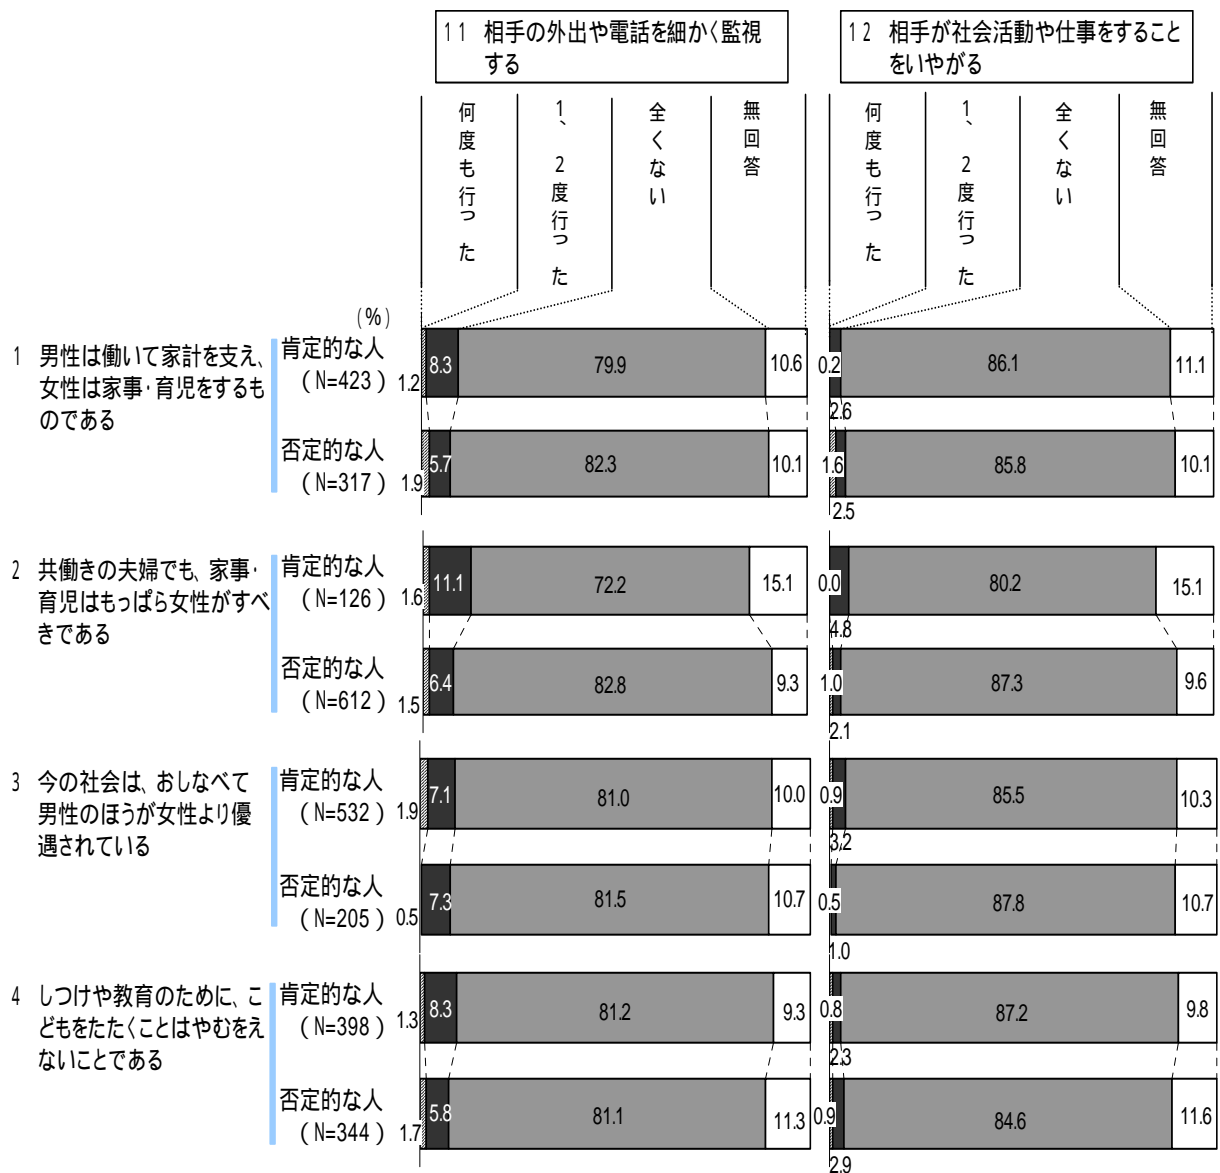 11 相手の外出や電話を細かく監視
する
12 相手が社会活動や仕事をすること
をいやがる
何度も行った
1、2度行った
全くない
無回答
何度も行った
1、2度行った
全くない
無回答
(%)
1 男性は働いて家計を支え、
女性は家事・育児をするも
のである
肯定的な人
(N=423) 1.2 8.3 79.9 10.6 0.2 2.6 86.1 11.1
否定的な人
(N=317) 1.9 5.7 82.3 10.1 1.6 2.5 85.8 10.1
2 共働きの夫婦でも、家事・
育児はもっぱら女性がすべ
きである
肯定的な人
(N=126) 1.6 11.1 72.2 15.1 0.0 4.8 80.2 15.1
否定的な人
(N=612) 1.5 6.4 82.8 9.3 1.0 2.1 87.3 9.6
3 今の社会は、おしなべて
男性のほうが女性より優
遇されている
肯定的な人
(N=532) 1.9 7.1 81.0 10.0 0.9 3.2 85.5 10.3
否定的な人
(N=205) 0.5 7.3 81.5 10.7 0.5 1.0 87.8 10.7
4 しつけや教育のために、こ
どもをたたくことはやむをえ
ないことである
肯定的な人
(N=398) 1.3 8.3 81.2 9.3 0.8 2.3 87.2 9.8
否定的な人
(N=344) 1.7 5.8 81.1 11.3 0.9 2.9 84.6 11.6